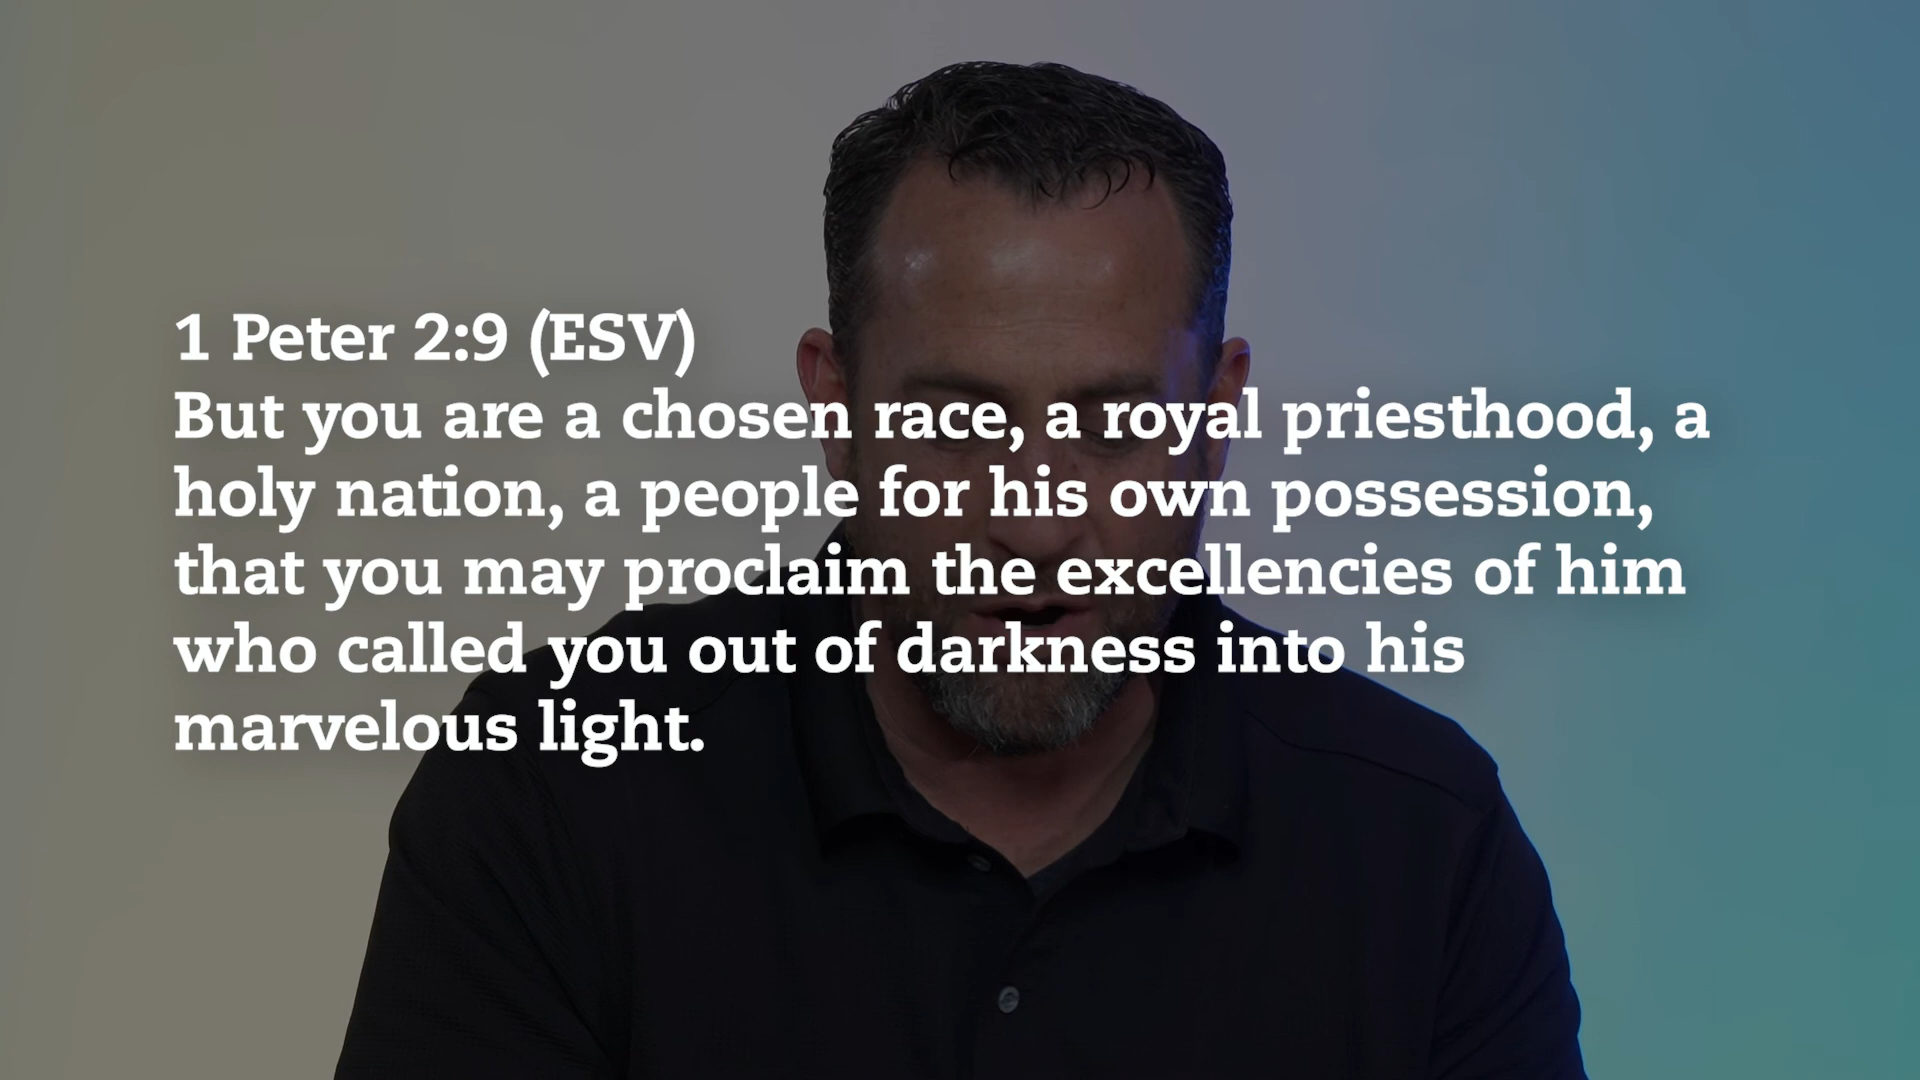 1 Peter 2:9 (ESV)
But you are a chosen race, a royal priesthood, a
holy nation, a people for his own possession,
that you may proclaim the excellencies of him
who called you out of darkness into his
marvelous light.